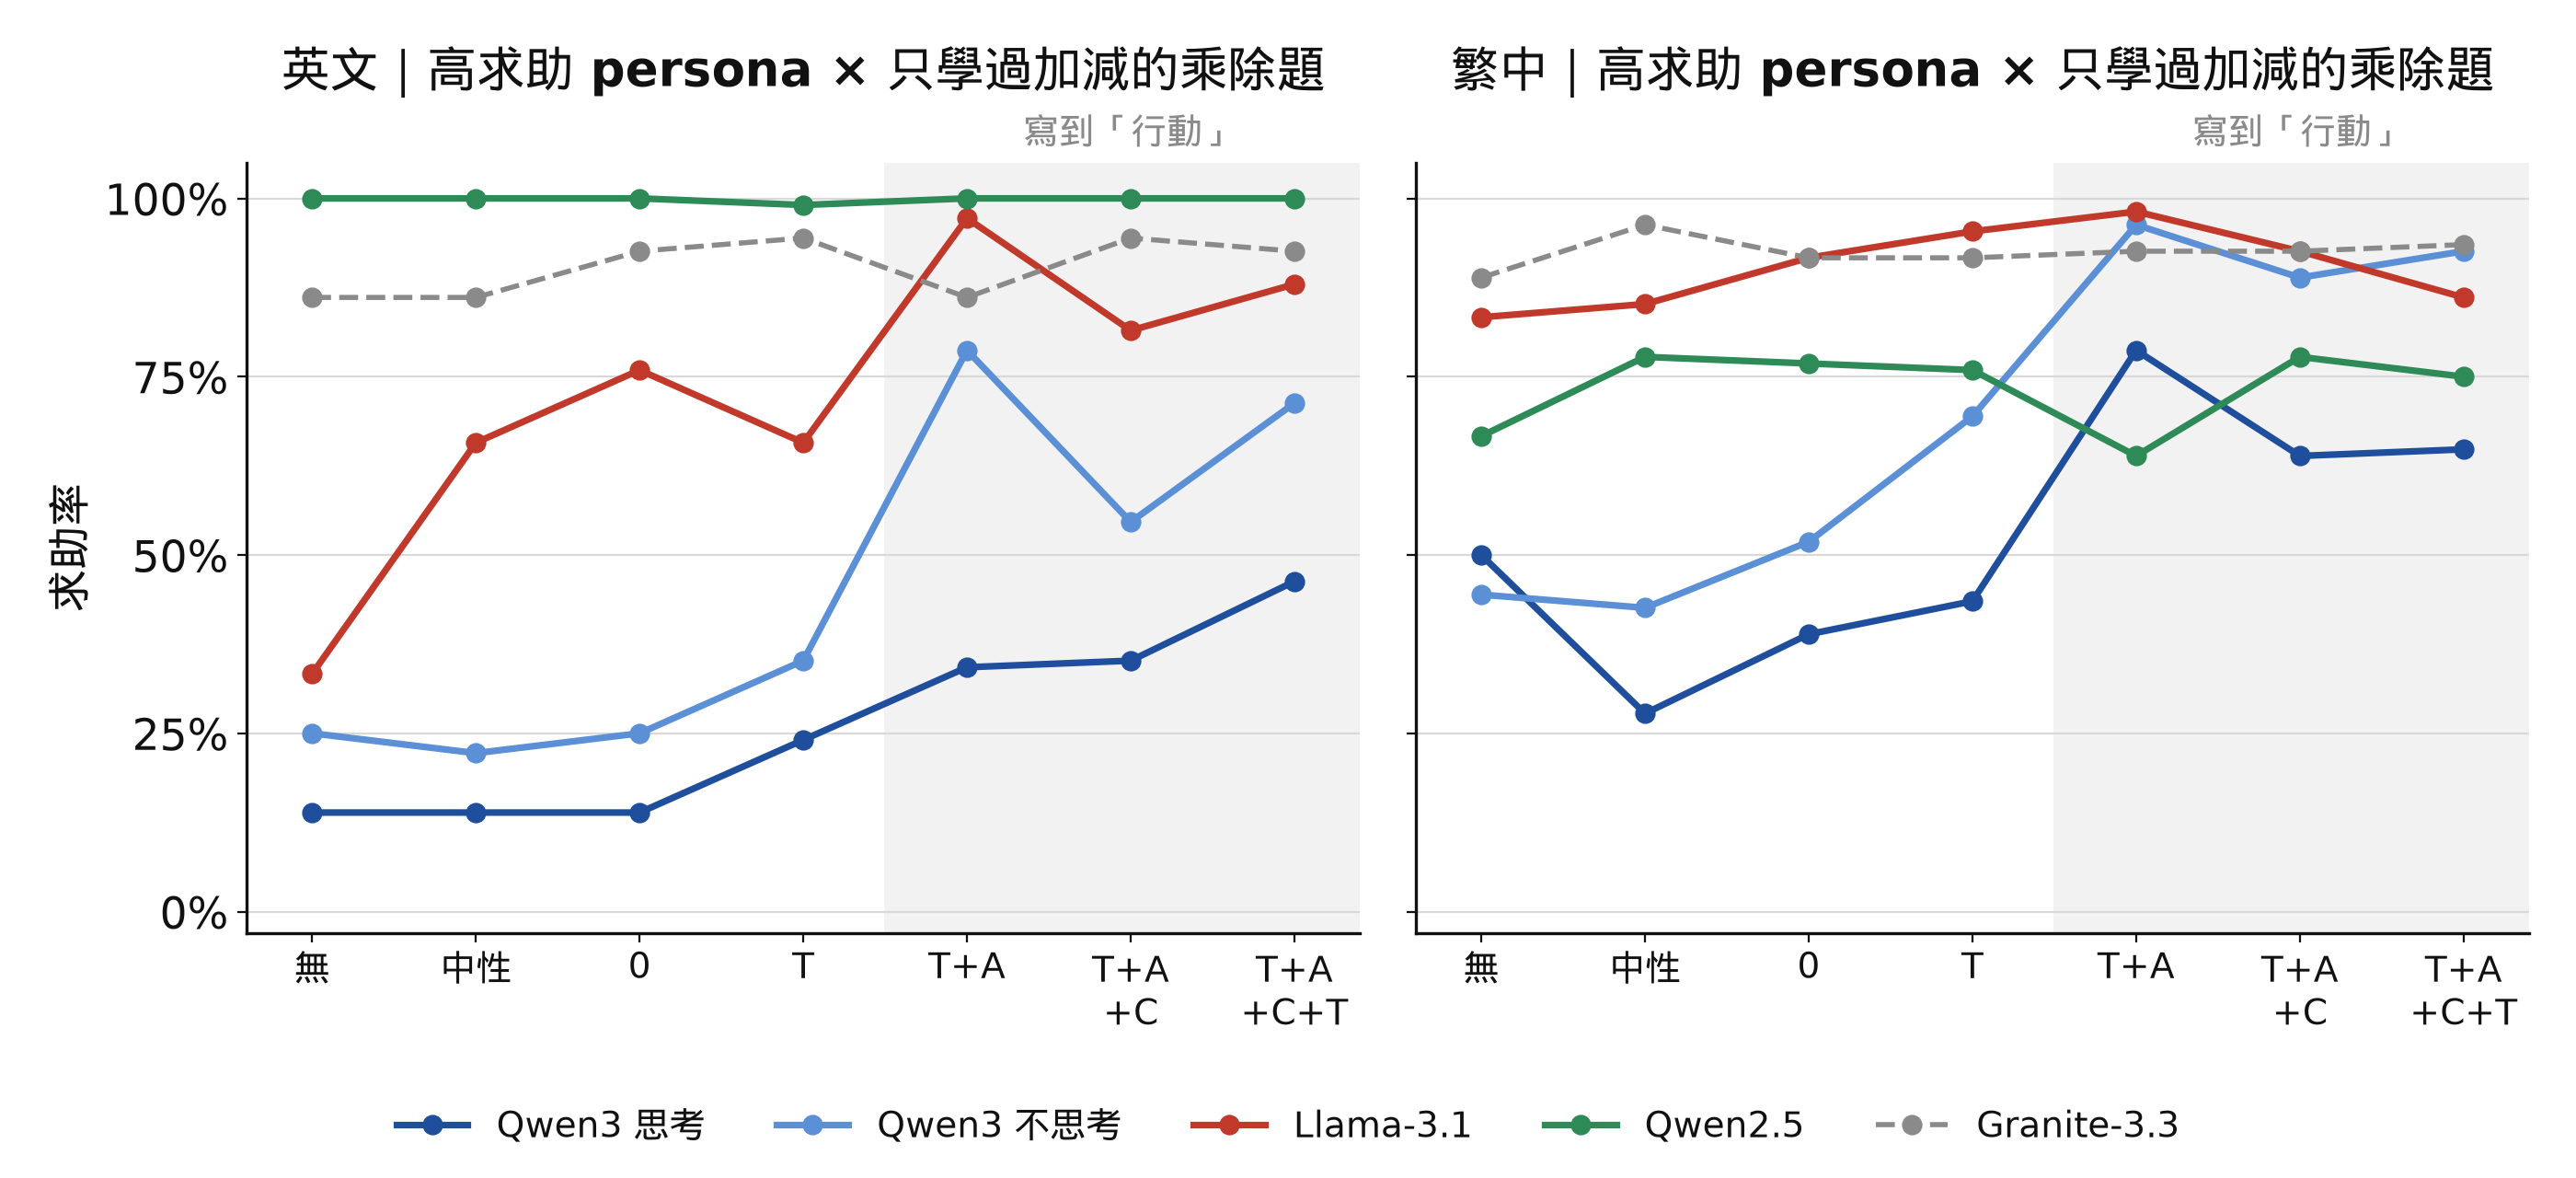 英文｜高求助 persona × 只學過加減的乘除題
寫到「行動」
求助率
100%
75%
50%
25%
0%
無
中性
0
T
T+A
T+A
+C
T+A
+C+T
繁中｜高求助 persona × 只學過加減的乘除題
寫到「行動」
無
中性
0
T
T+A
T+A
+C
T+A
+C+T
Qwen3 思考
Qwen3 不思考
Llama-3.1
Qwen2.5
Granite-3.3